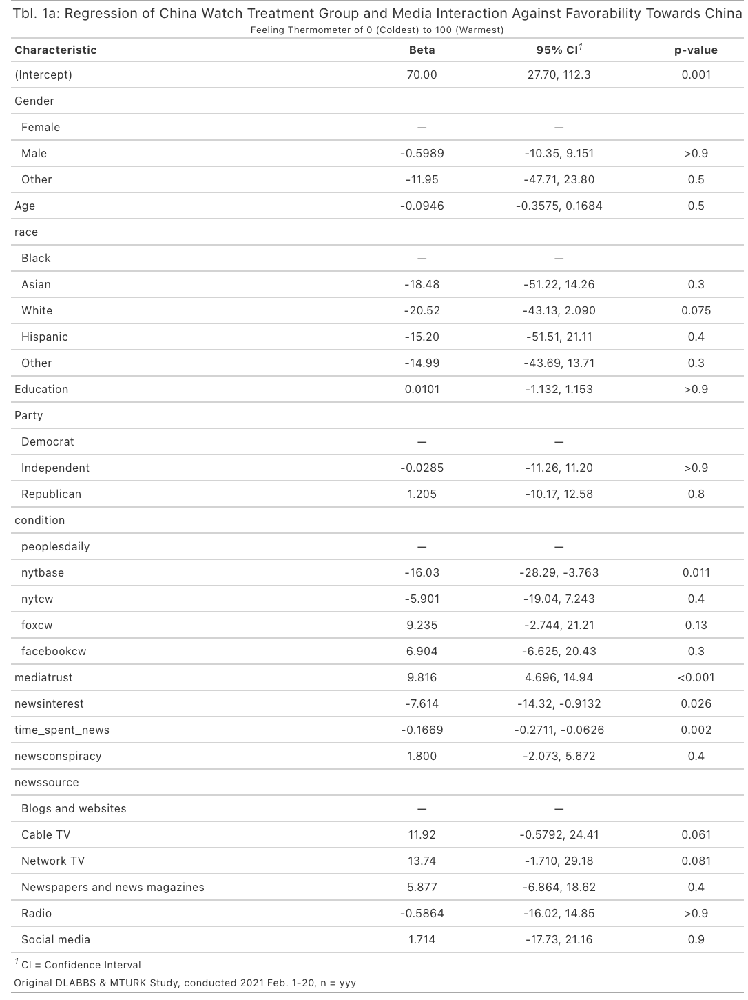 Tbl. 1a: Regression of China Watch Treatment Group and Media Interaction Against Favorability Towards China
Feeling Thermometer of 0 (Coldest) to 100 (Warmest)
Characteristic Beta 95% CI1 p-value
(Intercept) 70.00 27.70, 112.3 0.001
Gender
Female — —
Male -0.5989 -10.35, 9.151 >0.9
Other -11.95 -47.71, 23.80 0.5
Age -0.0946 -0.3575, 0.1684 0.5
race
Black — —
Asian -18.48 -51.22, 14.26 0.3
White -20.52 -43.13, 2.090 0.075
Hispanic -15.20 -51.51, 21.11 0.4
Other -14.99 -43.69, 13.71 0.3
Education 0.0101 -1.132, 1.153 >0.9
Party
Democrat — —
Independent -0.0285 -11.26, 11.20 >0.9
Republican 1.205 -10.17, 12.58 0.8
condition
peoplesdaily — —
nytbase -16.03 -28.29, -3.763 0.011
nytcw -5.901 -19.04, 7.243 0.4
foxcw 9.235 -2.744, 21.21 0.13
facebookcw 6.904 -6.625, 20.43 0.3
mediatrust 9.816 4.696, 14.94 <0.001
newsinterest -7.614 -14.32, -0.9132 0.026
time_spent_news -0.1669 -0.2711, -0.0626 0.002
newsconspiracy 1.800 -2.073, 5.672 0.4
newssource
Blogs and websites — —
Cable TV 11.92 -0.5792, 24.41 0.061
Network TV 13.74 -1.710, 29.18 0.081
Newspapers and news magazines 5.877 -6.864, 18.62 0.4
Radio -0.5864 -16.02, 14.85 >0.9
Social media 1.714 -17.73, 21.16 0.9
1 CI = Confidence Interval
Original DLABBS & MTURK Study, conducted 2021 Feb. 1-20, n = yyy